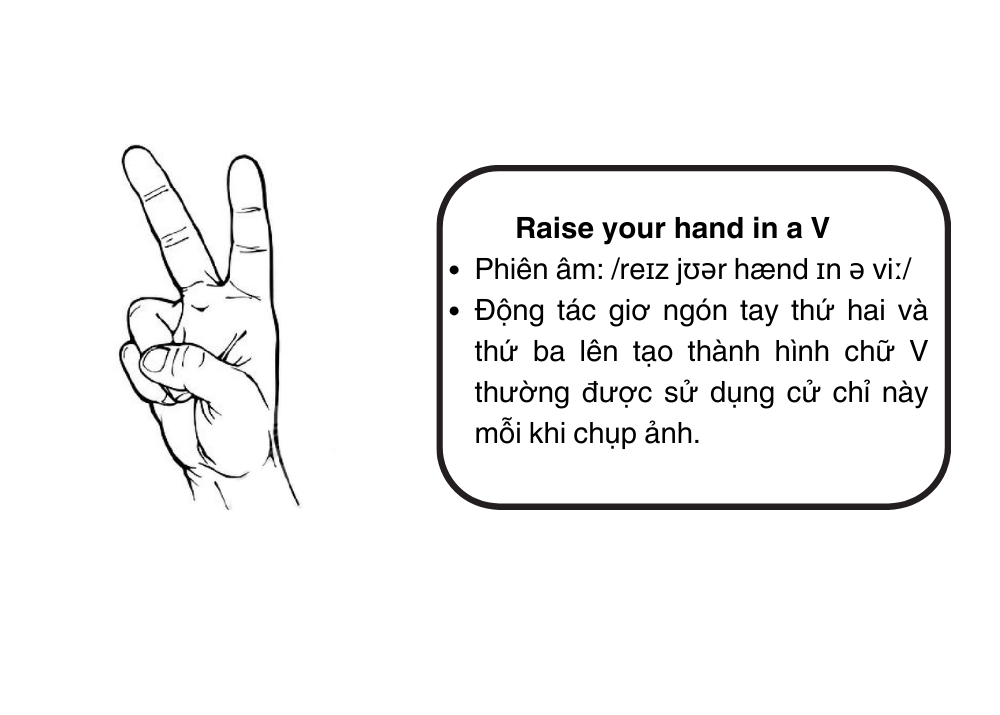 Raise your hand in a V
• Phiên âm: /reɪz jʊər hænd ɪn ə viː/
• Động tác giơ ngón tay thứ hai và
thứ ba lên tạo thành hình chữ V
thường được sử dụng cử chỉ này
mỗi khi chụp ảnh.